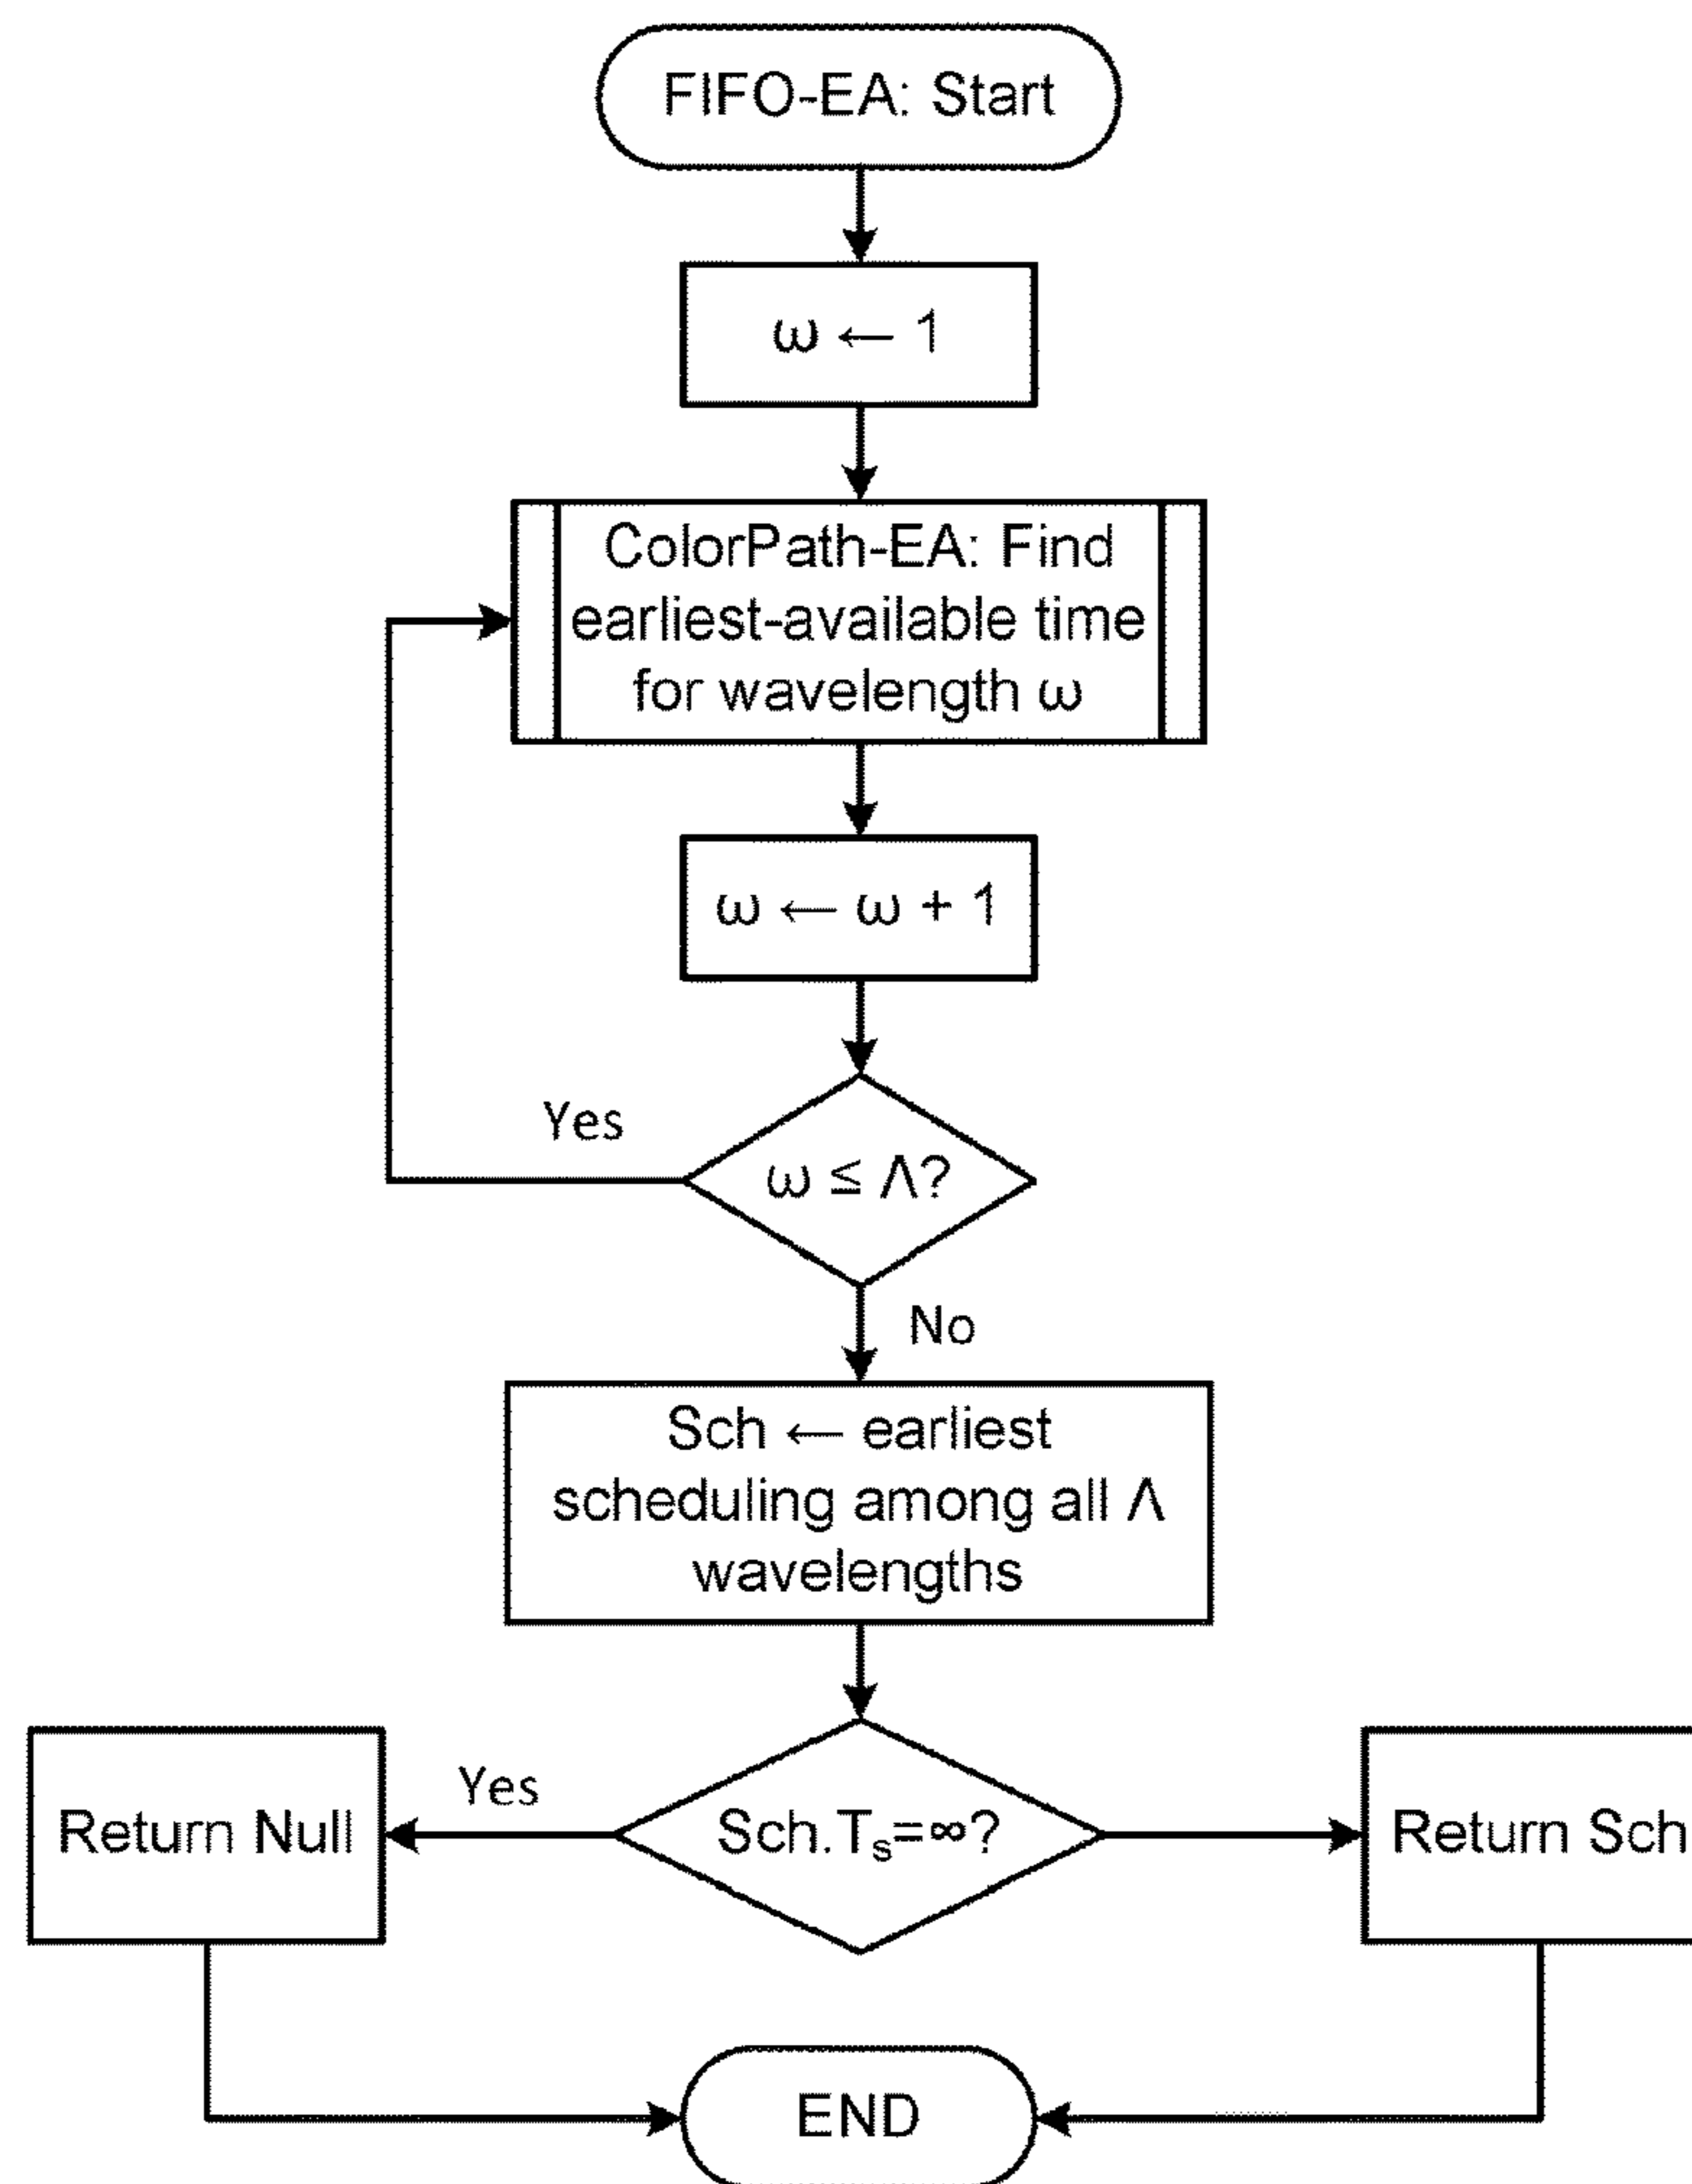 FIFO-EA: Start
ω ← 1
ColorPath-EA: Find
earliest-available time
for wavelength ω
ω ← ω + 1
Yes
ω ≤ Λ?
No
Sch ← earliest
scheduling among all Λ
wavelengths
Return Null
Yes
Sch.Tₛ=∞?
Return Sch
END